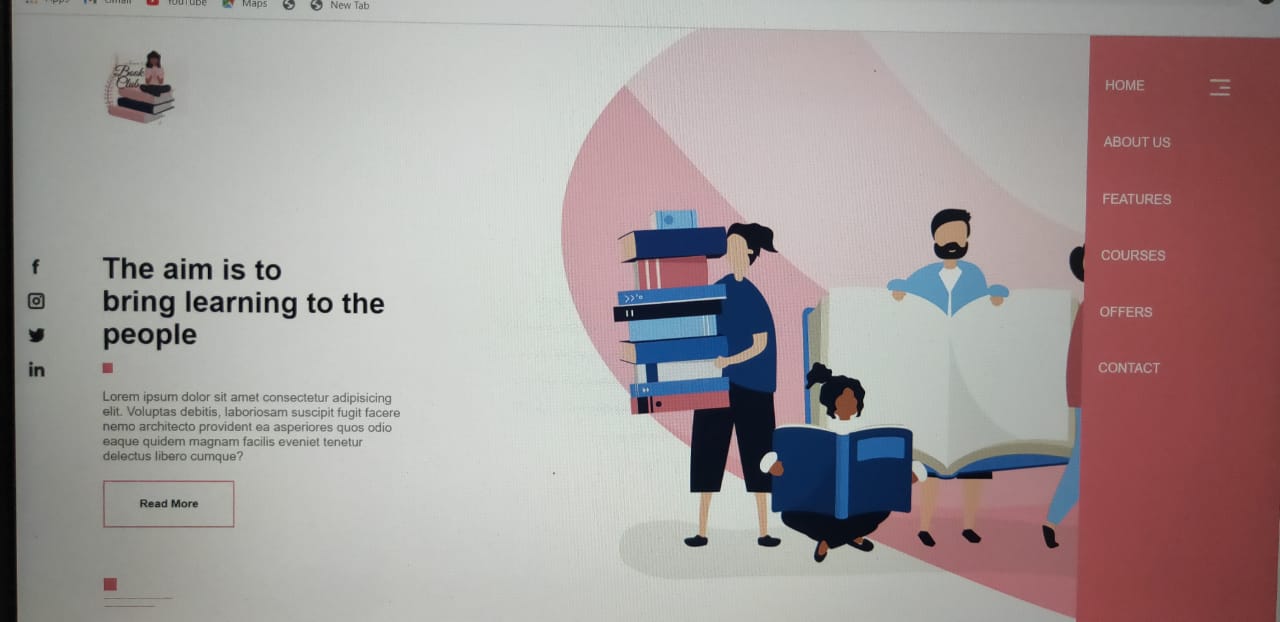 Apps
Gmail
YouTube
Maps
New Tab
Book
Club
HOME
ABOUT US
FEATURES
COURSES
OFFERS
CONTACT
f
in
The aim is to
bring learning to the
people
Lorem ipsum dolor sit amet consectetur adipisicing
elit. Voluptas debitis, laboriosam suscipit fugit facere
nemo architecto provident ea asperiores quos odio
eaque quidem magnam facilis eveniet tenetur
delectus libero cumque?
Read More